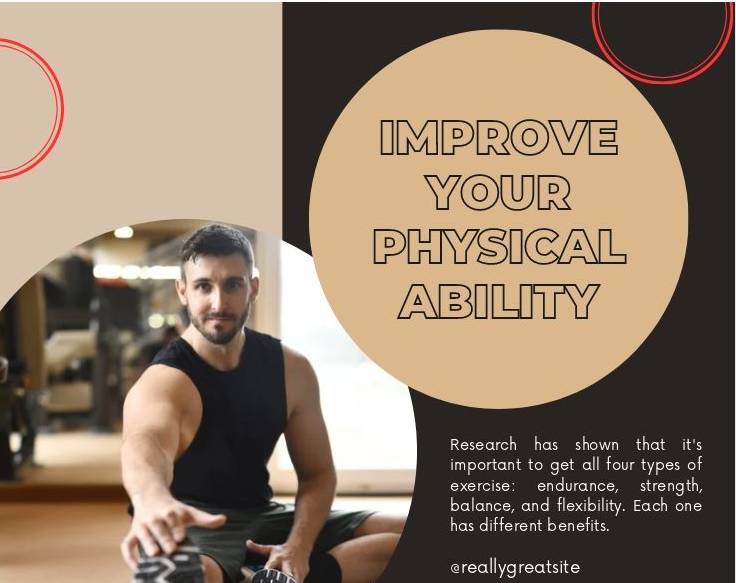 IMPROVE
YOUR
PHYSICAL
ABILITY
Research has shown that it's
important to get all four types of
exercise: endurance, strength,
balance, and flexibility. Each one
has different benefits.
@reallygreatsite